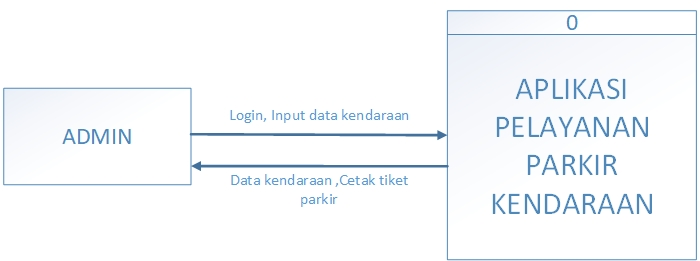 ADMIN
Login, Input data kendaraan
Data kendaraan ,Cetak tiket
parkir
0
APLIKASI
PELAYANAN
PARKIR
KENDARAAN